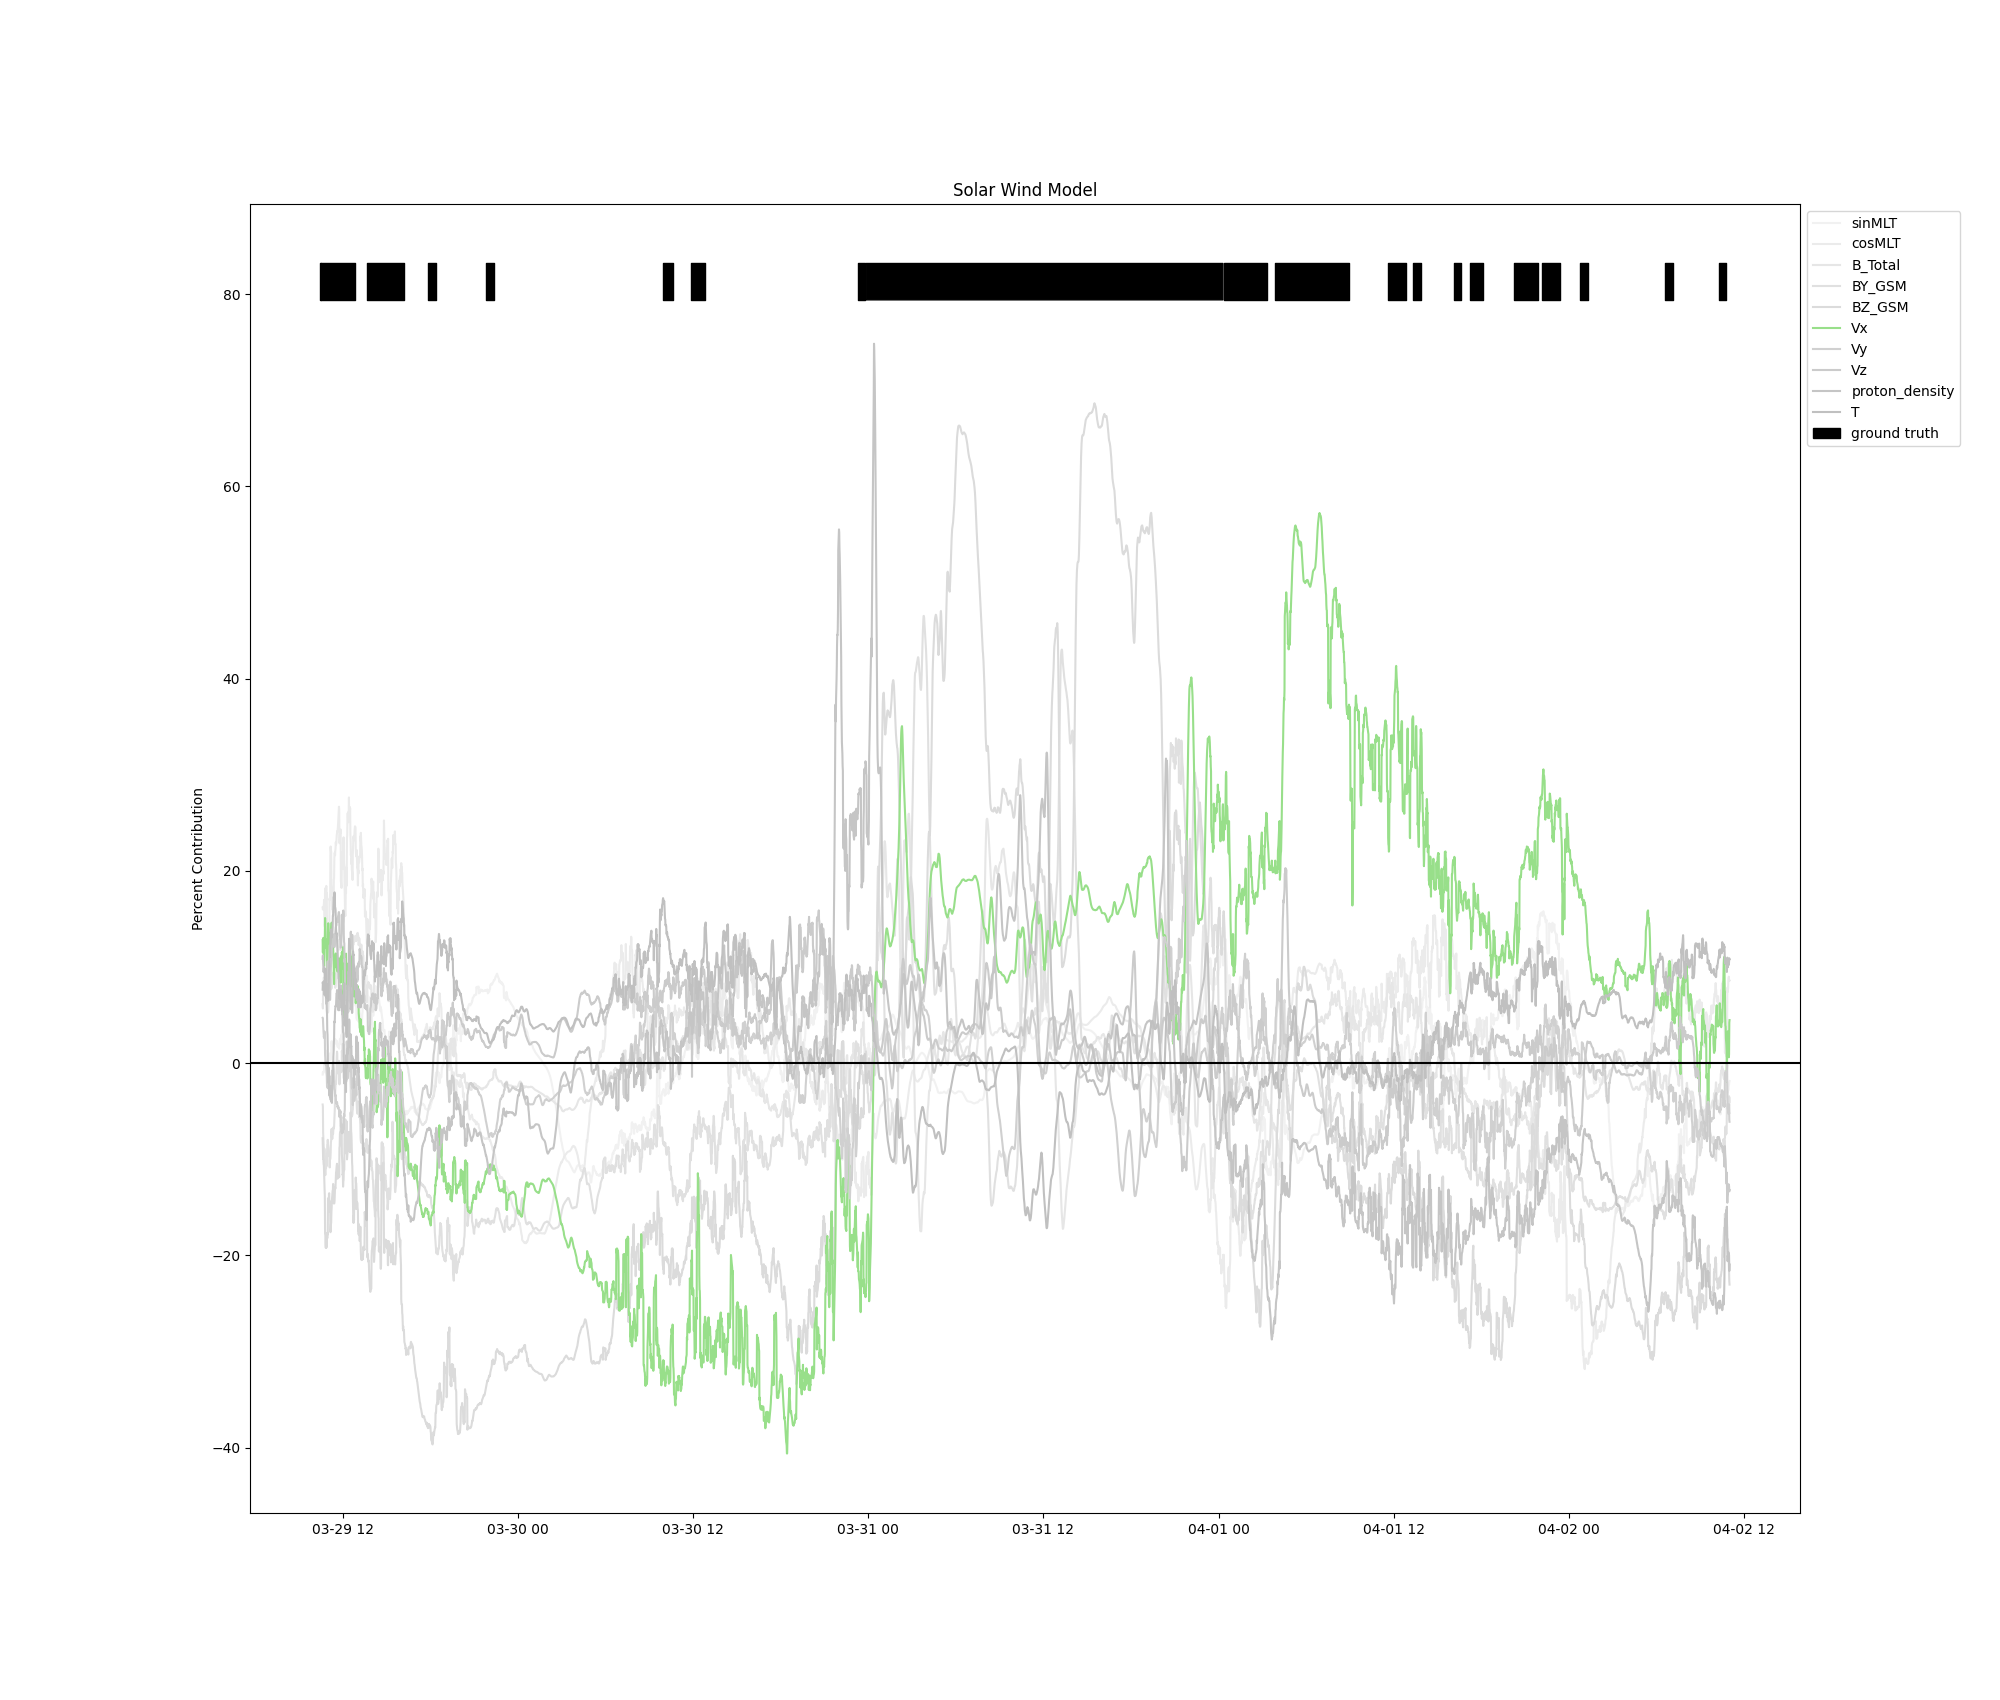 Solar Wind Model
sinMLT
cosMLT
B_Total
BY_GSM
BZ_GSM
Vx
Vy
Vz
proton_density
T
ground truth
Percent Contribution
80
60
40
20
0
−20
−40
03-29 12
03-30 00
03-30 12
03-31 00
03-31 12
04-01 00
04-01 12
04-02 00
04-02 12